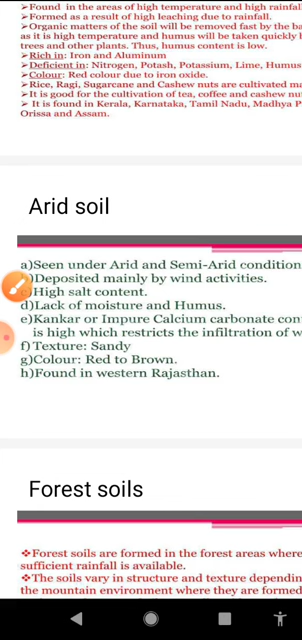 ➢Found in the areas of high temperature and high rainfal
➢Formed as a result of high leaching due to rainfall.
➢Organic matters of the soil will be removed fast by the ba
as it is high temperature and humus will be taken quickly
trees and other plants. Thus, humus content is low.
➢Rich in: Iron and Aluminum
➢Deficient in: Nitrogen, Potash, Potassium, Lime, Humus
➢Colour: Red colour due to iron oxide.
➢Rice, Ragi, Sugarcane and Cashew nuts are cultivated ma
➢It is good for the cultivation of tea, coffee and cashew nu
➢ It is found in Kerala, Karnataka, Tamil Nadu, Madhya P
Orissa and Assam.
Arid soil
a)Seen under Arid and Semi-Arid condition
)Deposited mainly by wind activities.
)High salt content.
d)Lack of moisture and Humus.
e)Kankar or Impure Calcium carbonate con
is high which restricts the infiltration of w
f) Texture: Sandy
g)Colour: Red to Brown.
h)Found in western Rajasthan.
Forest soils
❖Forest soils are formed in the forest areas where
sufficient rainfall is available.
❖The soils vary in structure and texture dependin
the mountain environment where they are formed